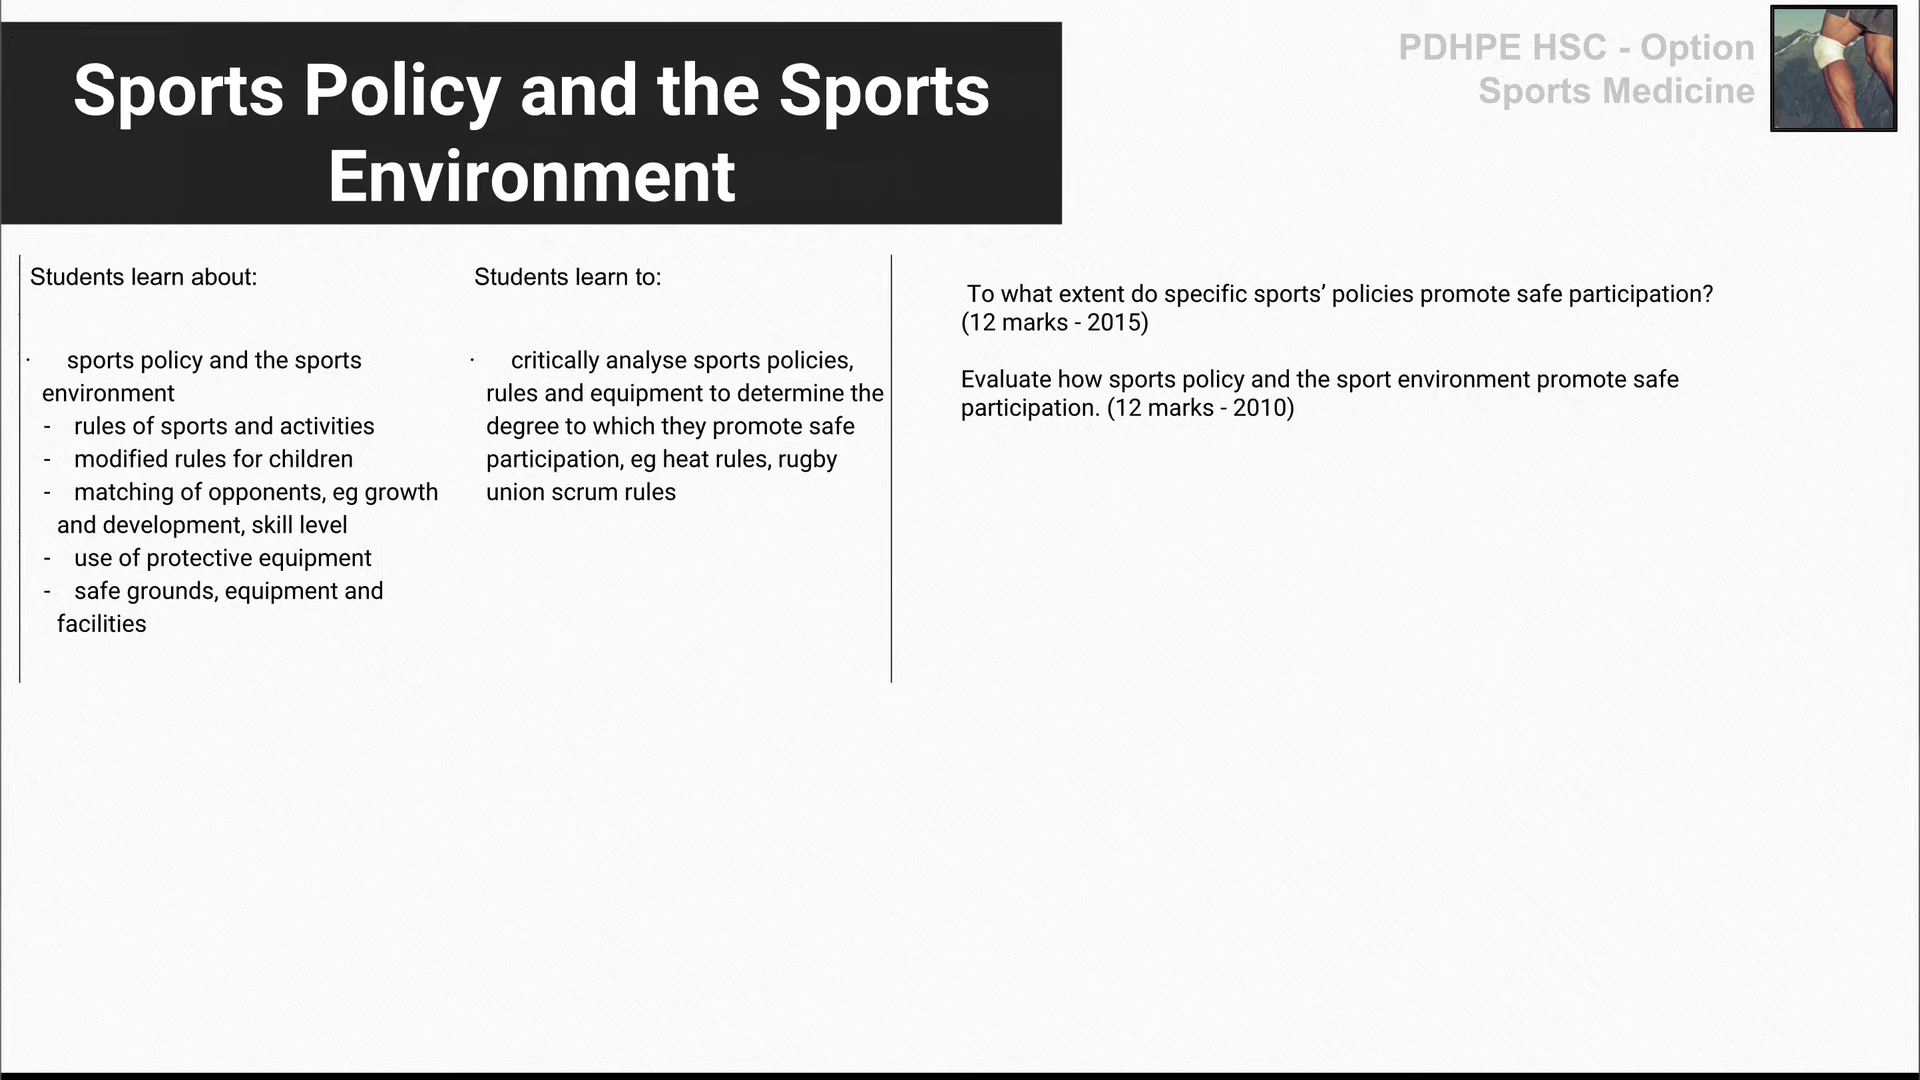 Sports Policy and the Sports
Environment
PDHPE HSC - Option
Sports Medicine
Students learn about:
· sports policy and the sports
environment
- rules of sports and activities
- modified rules for children
- matching of opponents, eg growth
and development, skill level
- use of protective equipment
- safe grounds, equipment and
facilities
Students learn to:
· critically analyse sports policies,
rules and equipment to determine the
degree to which they promote safe
participation, eg heat rules, rugby
union scrum rules
To what extent do specific sports’ policies promote safe participation?
(12 marks - 2015)
Evaluate how sports policy and the sport environment promote safe
participation. (12 marks - 2010)